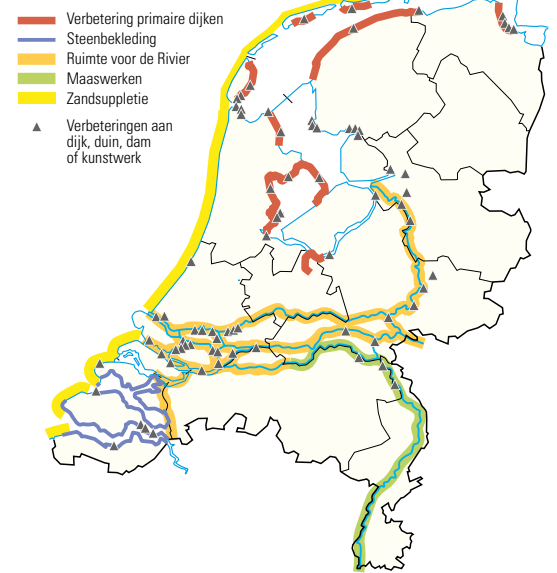 Verbetering primaire dijken
Steenbekleding
Ruimte voor de Rivier
Maaswerken
Zandsuppletie
Verbeteringen aan
dijk, duin, dam
of kunstwerk